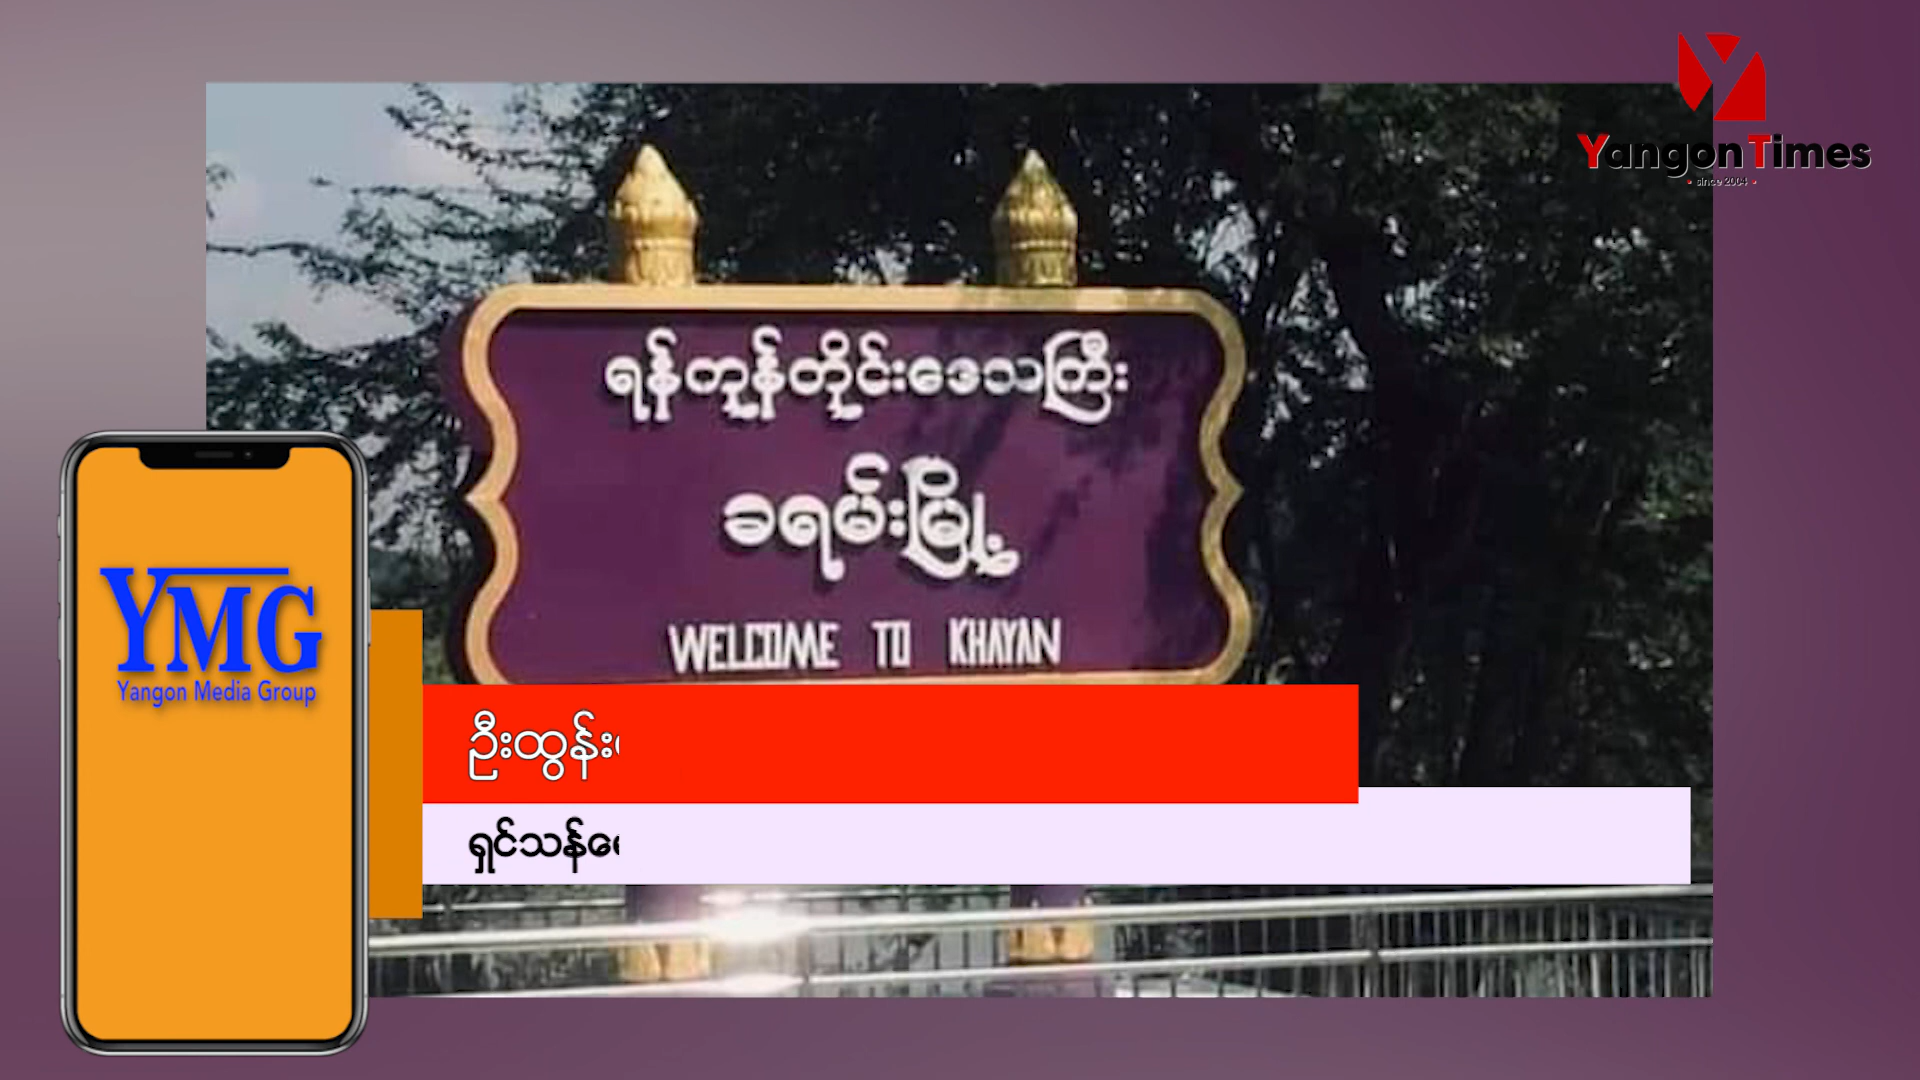 Yangon Times
• since 2004 •
ရန်ကုန်တိုင်းဒေသကြီး
ခရမ်းမြို့
WELCOME TO KHAYAN
YMG
Yangon Media Group
ဦးထွန်း
ရှင်သန်